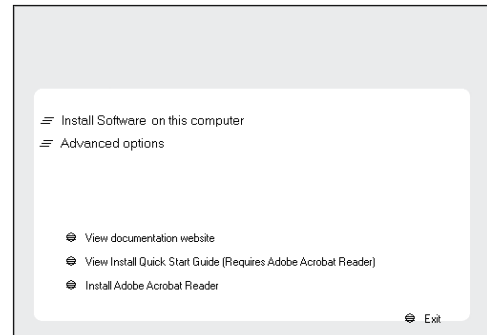 Install Software on this computer
Advanced options
View documentation website
View Install Quick Start Guide (Requires Adobe Acrobat Reader)
Install Adobe Acrobat Reader
Exit